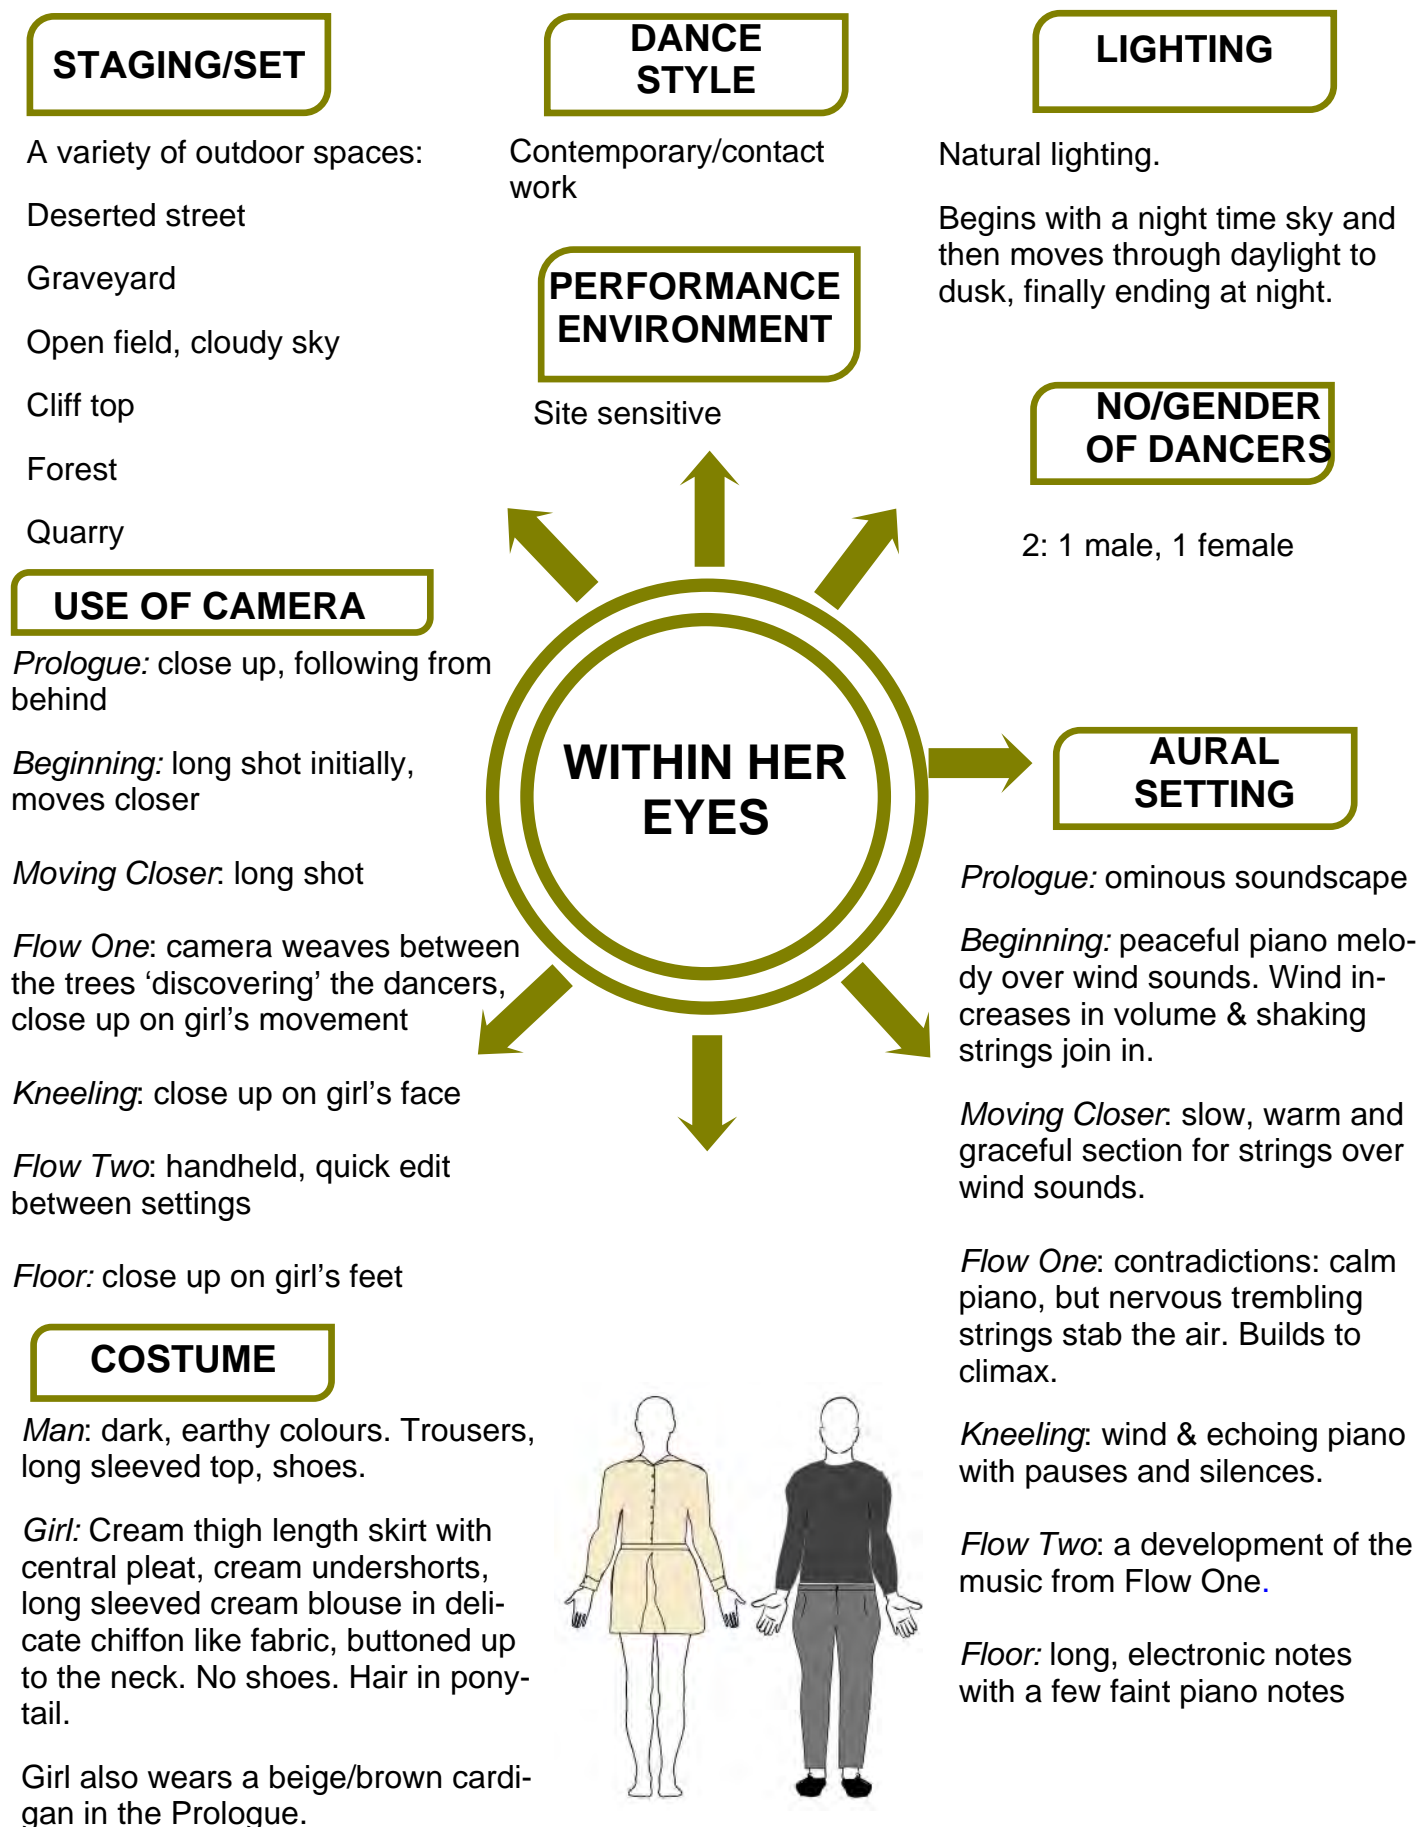 STAGING/SET
A variety of outdoor spaces:
Deserted street
Graveyard
Open field, cloudy sky
Cliff top
Forest
Quarry
DANCE
STYLE
Contemporary/contact
work
PERFORMANCE
ENVIRONMENT
Site sensitive
LIGHTING
Natural lighting.
Begins with a night time sky and
then moves through daylight to
dusk, finally ending at night.
NO/GENDER
OF DANCERS
2: 1 male, 1 female
USE OF CAMERA
Prologue: close up, following from
behind
Beginning: long shot initially,
moves closer
Moving Closer: long shot
Flow One: camera weaves between
the trees ‘discovering’ the dancers,
close up on girl’s movement
Kneeling: close up on girl’s face
Flow Two: handheld, quick edit
between settings
Floor: close up on girl’s feet
WITHIN HER
EYES
AURAL
SETTING
Prologue: ominous soundscape
Beginning: peaceful piano melo-
dy over wind sounds. Wind in-
creases in volume & shaking
strings join in.
Moving Closer: slow, warm and
graceful section for strings over
wind sounds.
Flow One: contradictions: calm
piano, but nervous trembling
strings stab the air. Builds to
climax.
Kneeling: wind & echoing piano
with pauses and silences.
Flow Two: a development of the
music from Flow One.
Floor: long, electronic notes
with a few faint piano notes
COSTUME
Man: dark, earthy colours. Trousers,
long sleeved top, shoes.
Girl: Cream thigh length skirt with
central pleat, cream undershorts,
long sleeved cream blouse in deli-
cate chiffon like fabric, buttoned up
to the neck. No shoes. Hair in pony-
tail.
Girl also wears a beige/brown cardi-
gan in the Prologue.